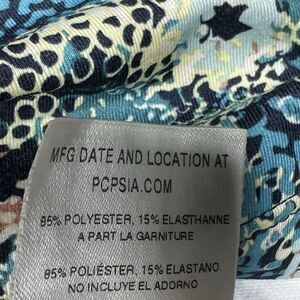 MFG DATE AND LOCATION AT
PCPSIA.COM
85% POLYESTER, 15% ELASTHANNE
A PART LA GARNITURE
85% POLIÉSTER, 15% ELASTANO
NO INCLUYE EL ADORNO